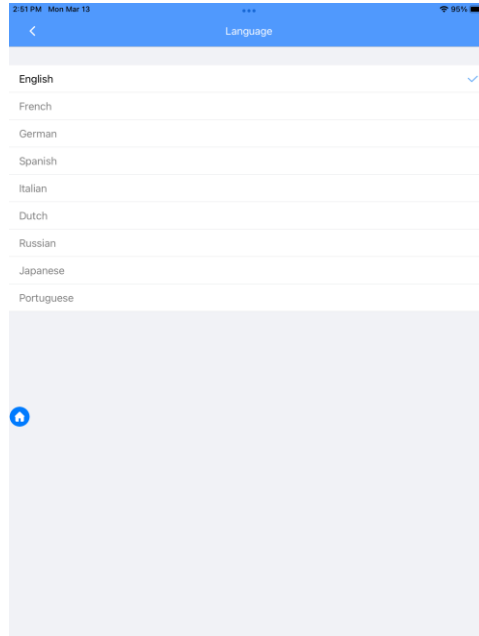 2:51 PM Mon Mar 13 95%
Language
English
French
German
Spanish
Italian
Dutch
Russian
Japanese
Portuguese